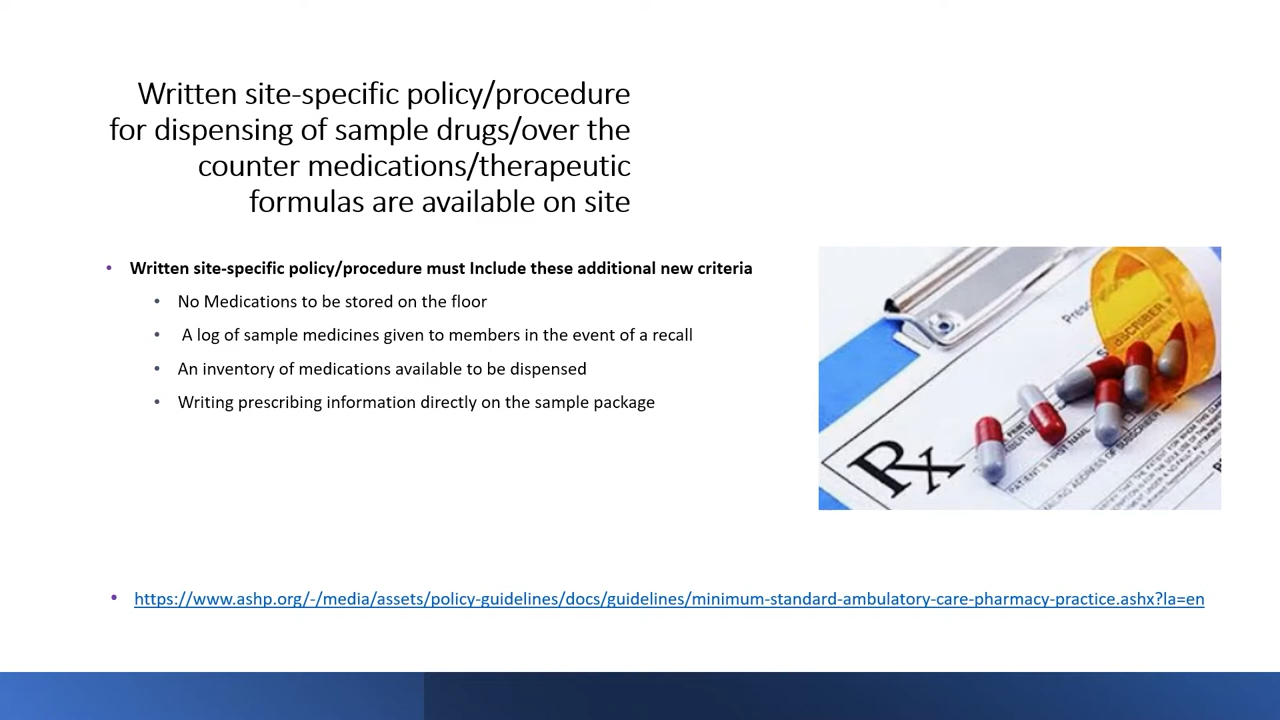 Written site-specific policy/procedure
for dispensing of sample drugs/over the
counter medications/therapeutic
formulas are available on site
• Written site-specific policy/procedure must Include these additional new criteria
• No Medications to be stored on the floor
• A log of sample medicines given to members in the event of a recall
• An inventory of medications available to be dispensed
• Writing prescribing information directly on the sample package
Rx
PATIENT'S FIRST NAME
• https://www.ashp.org/-/media/assets/policy-guidelines/docs/guidelines/minimum-standard-ambulatory-care-pharmacy-practice.ashx?la=en